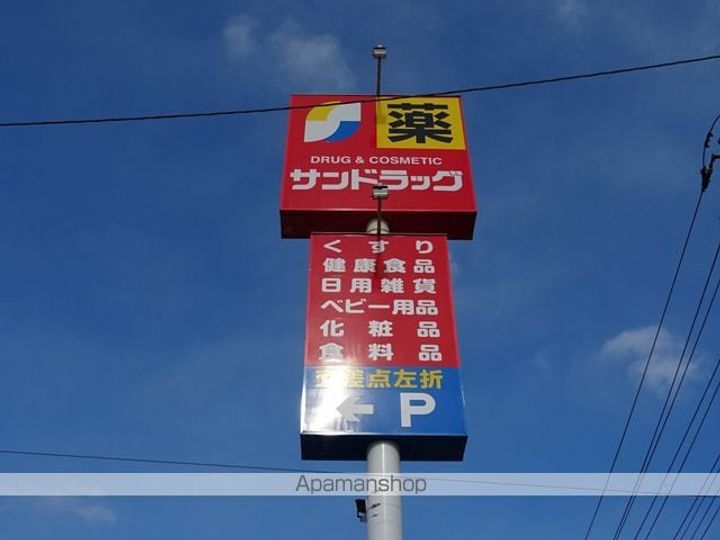 薬
DRUG & COSMETIC
サンドラッグ
くすり
健康食品
日用雑貨
ベビー用品
化粧品
食料品
交差点左折
← P
Apamanshop